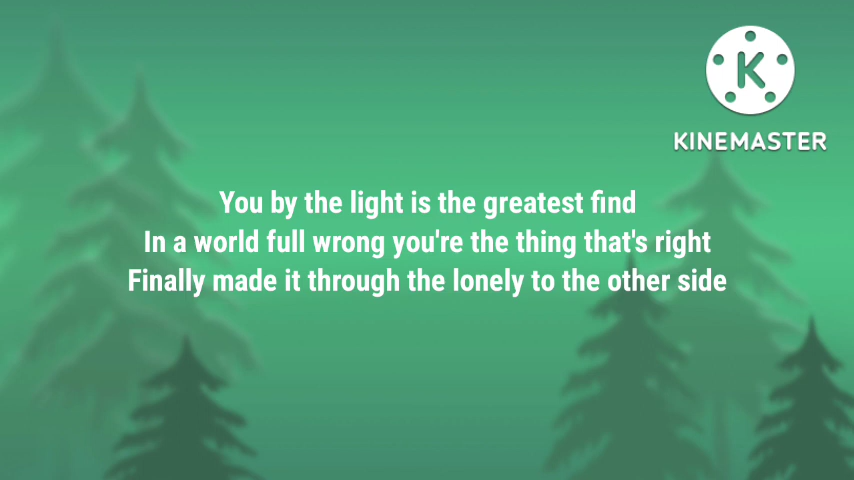 KINEMASTER
You by the light is the greatest find
In a world full wrong you're the thing that's right
Finally made it through the lonely to the other side